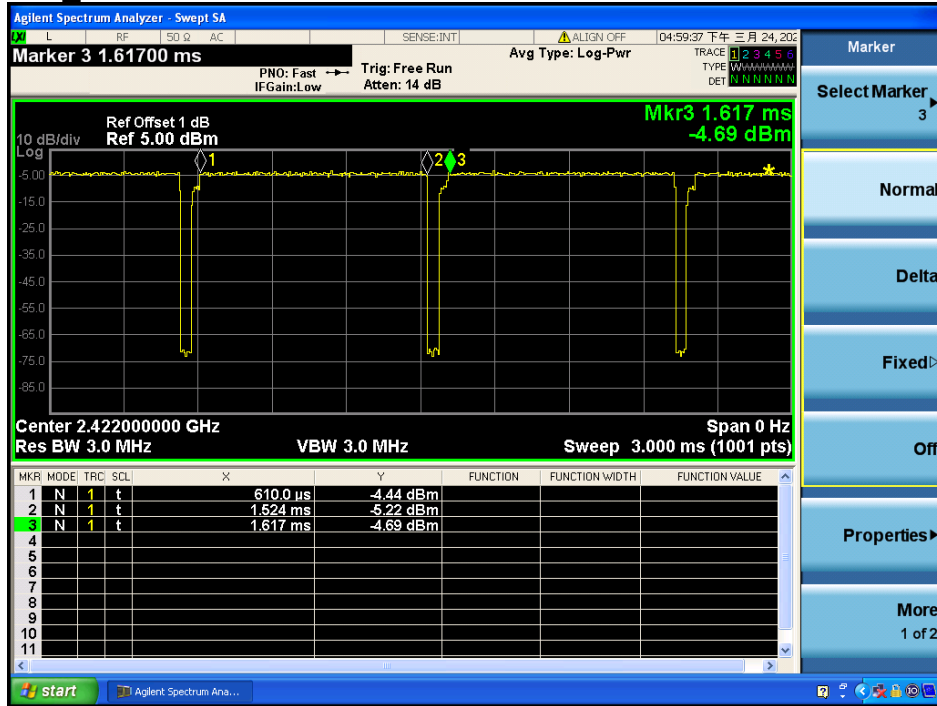 Agilent Spectrum Analyzer - Swept SA
LXI L RF 50 Ω AC SENSE:INT ALIGN OFF 04:59:37 下午 三月 24, 202
Marker 3 1.61700 ms
PNO: Fast
IFGain:Low
Trig: Free Run
Atten: 14 dB
Avg Type: Log-Pwr
TRACE 1 2 3 4 5 6
TYPE WWWWWW
DET N N N N N N
Mkr3 1.617 ms
-4.69 dBm
Ref Offset 1 dB
10 dB/div Ref 5.00 dBm
Log
1
2
3
-5.00
-15.0
-25.0
-35.0
-45.0
-55.0
-65.0
-75.0
-85.0
Center 2.422000000 GHz Span 0 Hz
Res BW 3.0 MHz VBW 3.0 MHz Sweep 3.000 ms (1001 pts)
MKR MODE TRC SCL X Y FUNCTION FUNCTION WIDTH FUNCTION VALUE
1 N 1 t 610.0 µs -4.44 dBm
2 N 1 t 1.524 ms -5.22 dBm
3 N 1 t 1.617 ms -4.69 dBm
4
5
6
7
8
9
10
11
Marker
Select Marker
3
Normal
Delta
Fixed
Off
Properties
More
1 of 2
start Agilent Spectrum Ana...